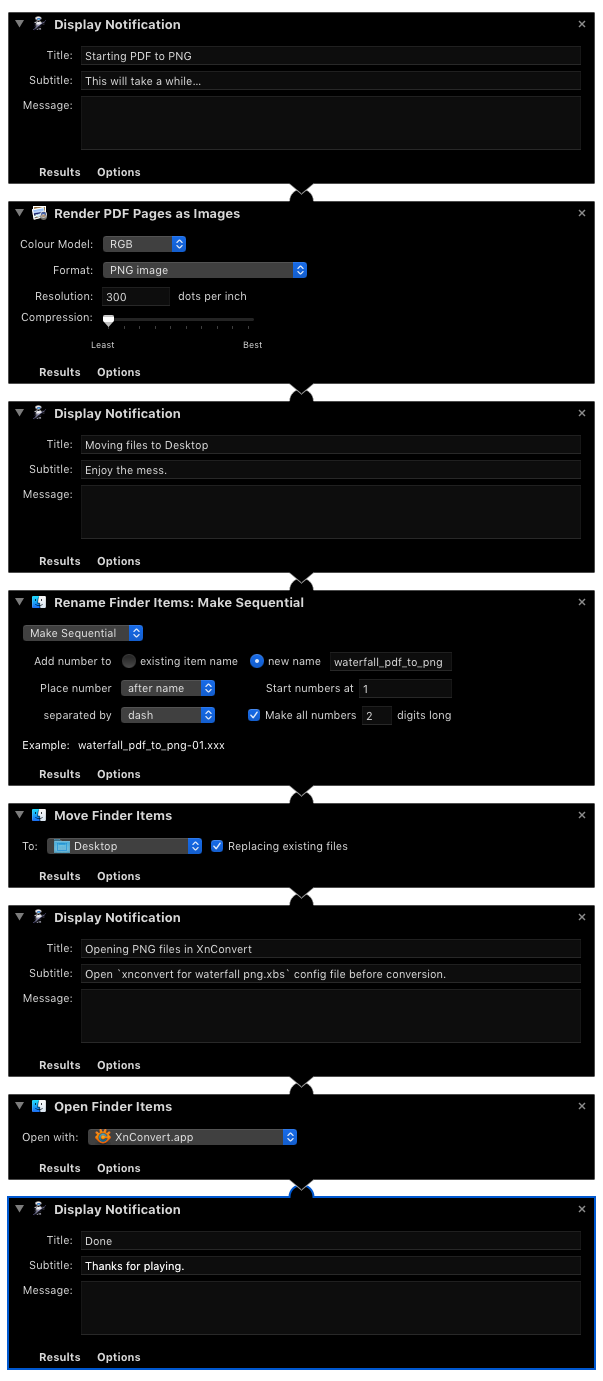 Display Notification
Title: Starting PDF to PNG
Subtitle: This will take a while...
Message:
Results Options
Render PDF Pages as Images
Colour Model: RGB
Format: PNG image
Resolution: 300 dots per inch
Compression:
Least Best
Results Options
Display Notification
Title: Moving files to Desktop
Subtitle: Enjoy the mess.
Message:
Results Options
Rename Finder Items: Make Sequential
Make Sequential
Add number to existing item name new name waterfall_pdf_to_png
Place number after name Start numbers at 1
separated by dash Make all numbers 2 digits long
Example: waterfall_pdf_to_png-01.xxx
Results Options
Move Finder Items
To: Desktop Replacing existing files
Results Options
Display Notification
Title: Opening PNG files in XnConvert
Subtitle: Open `xnconvert for waterfall png.xbs` config file before conversion.
Message:
Results Options
Open Finder Items
Open with: XnConvert.app
Results Options
Display Notification
Title: Done
Subtitle: Thanks for playing.
Message:
Results Options